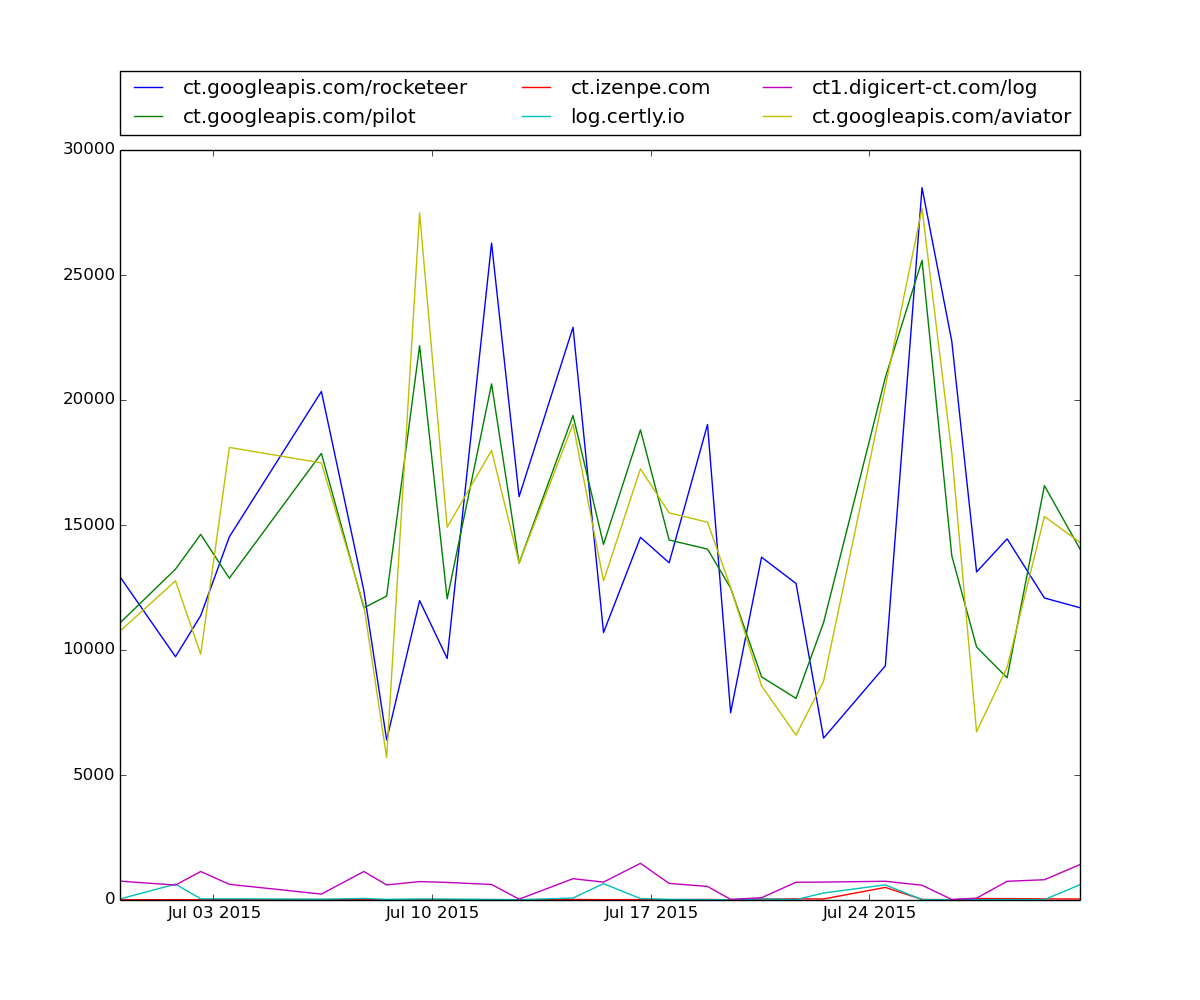 ct.googleapis.com/rocketeer ct.izenpe.com ct1.digicert-ct.com/log
ct.googleapis.com/pilot log.certly.io ct.googleapis.com/aviator
30000
25000
20000
15000
10000
5000
0
Jul 03 2015 Jul 10 2015 Jul 17 2015 Jul 24 2015